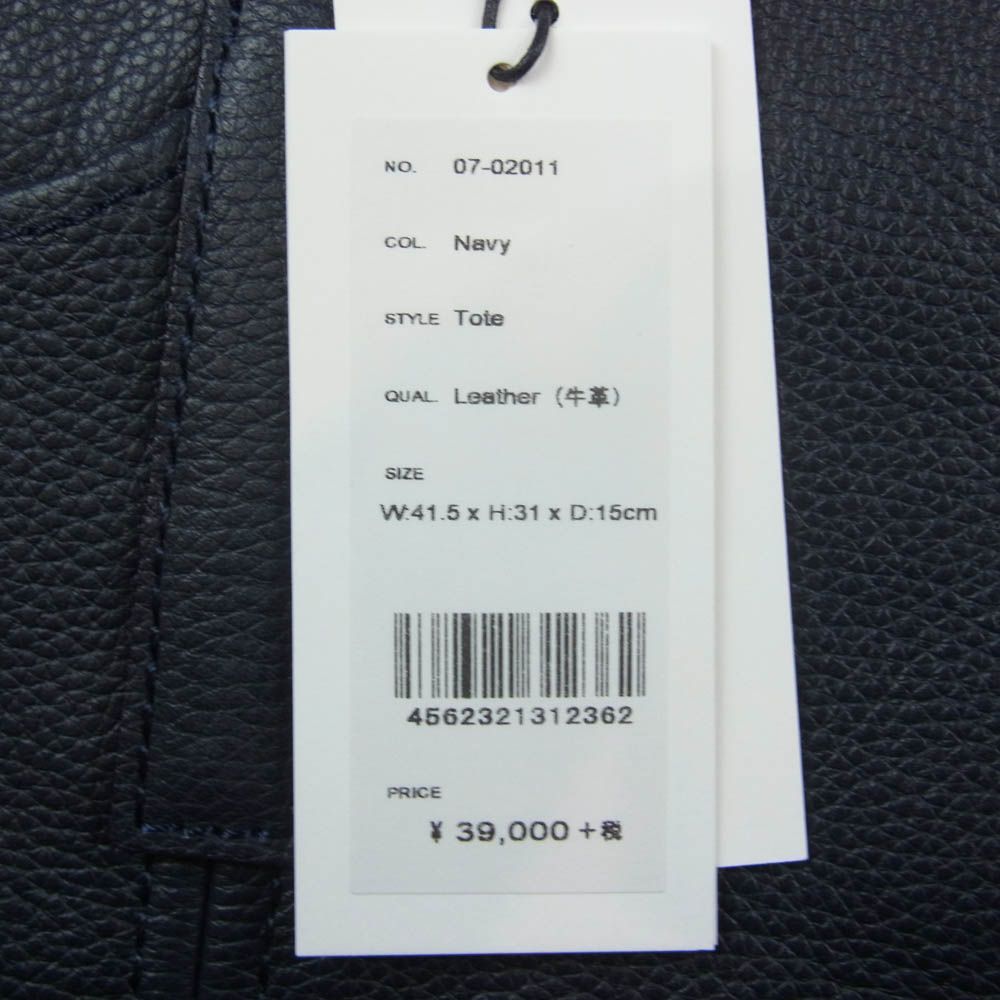 NO. 07-02011
COL. Navy
STYLE Tote
QUAL. Leather (牛革)
SIZE
W:41.5 x H:31 x D:15cm
4562321312362
PRICE
¥ 39,000 +税